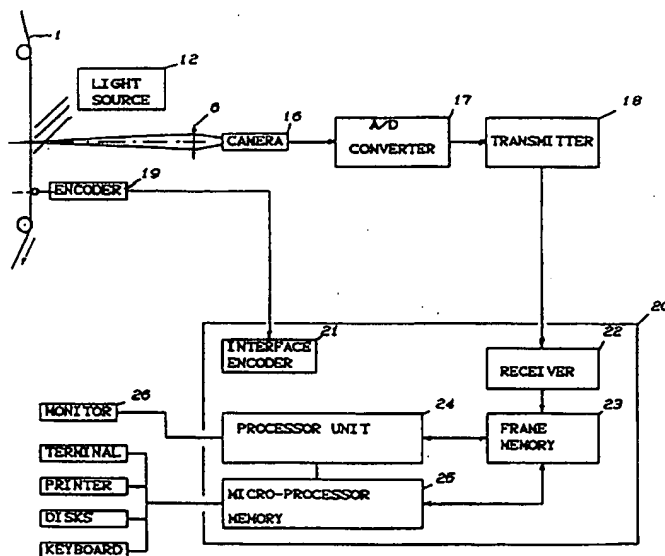 1
12
LIGHT
SOURCE
6
16
CAMERA
17
A/D
CONVERTER
18
TRANSMITTER
ENCODER
19
20
21
INTERFACE
ENCODER
22
RECEIVER
26
MONITOR
24
PROCESSOR UNIT
23
FRAME
MEMORY
TERMINAL
PRINTER
DISKS
KEYBOARD
25
MICRO-PROCESSOR
MEMORY